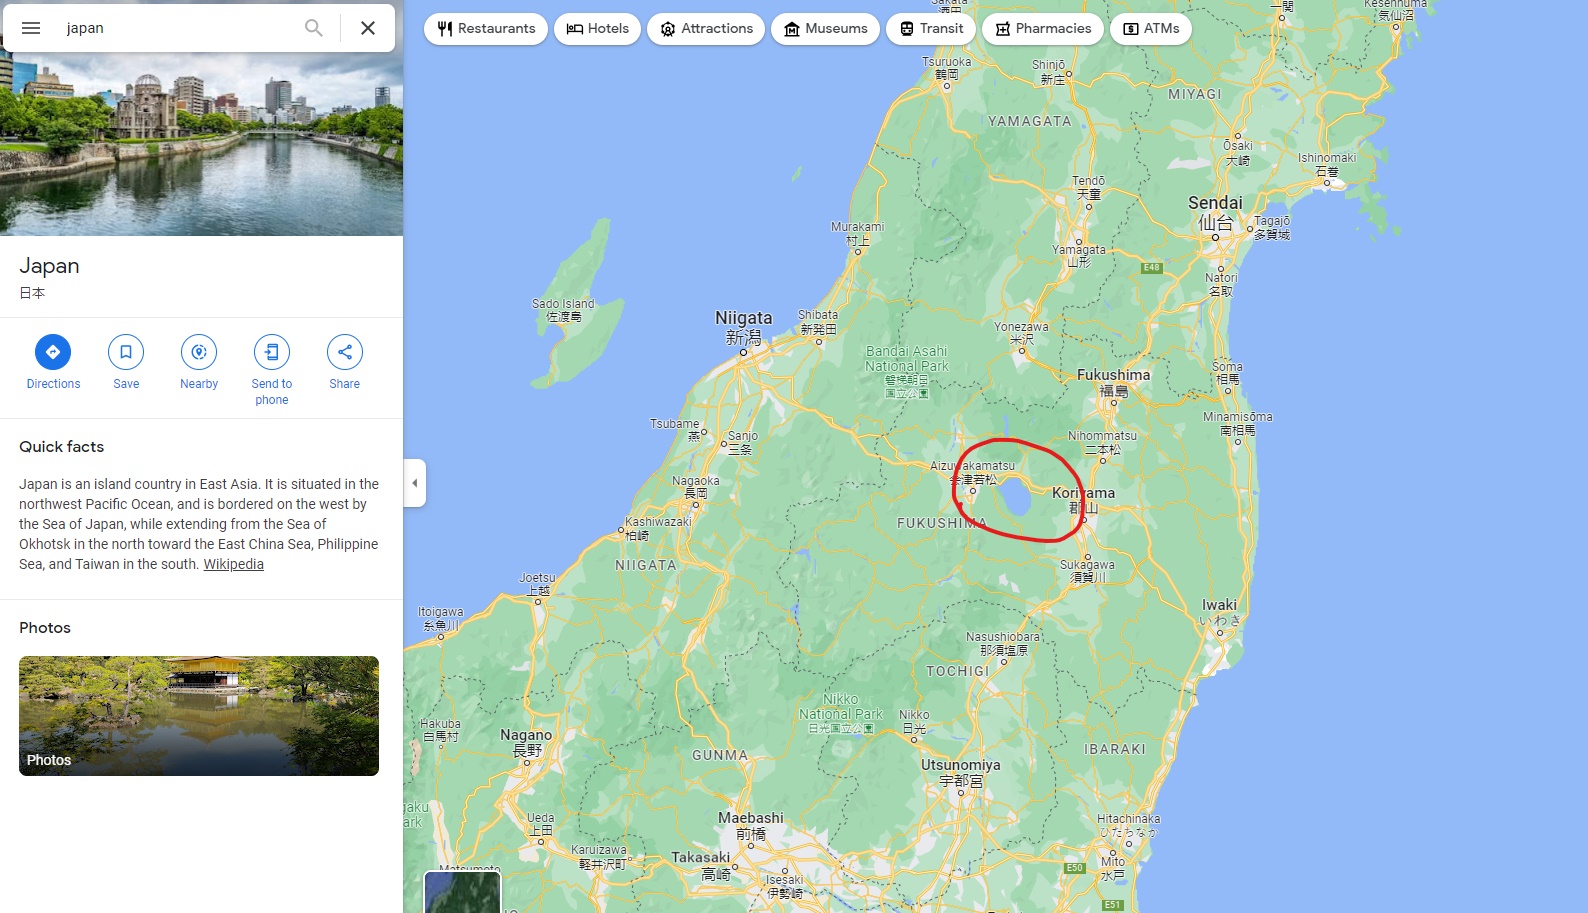 japan
Restaurants
Hotels
Attractions
Museums
Transit
Pharmacies
ATMs
Japan
日本
Directions
Save
Nearby
Send to
phone
Share
Quick facts
Japan is an island country in East Asia. It is situated in the
northwest Pacific Ocean, and is bordered on the west by
the Sea of Japan, while extending from the Sea of
Okhotsk in the north toward the East China Sea, Philippine
Sea, and Taiwan in the south. Wikipedia
Photos
Photos
Sakata
酒田
一関
Kesennuma
気仙沼
Tsuruoka
鶴岡
Shinjō
新庄
MIYAGI
YAMAGATA
Ōsaki
大崎
Ishinomaki
石巻
Tendō
天童
Sendai
仙台
Tagajō
多賀城
Murakami
村上
Yamagata
山形
E48
Natori
名取
Sado Island
佐渡島
Niigata
新潟
Shibata
新発田
Yonezawa
米沢
Bandai Asahi
National Park
磐梯朝日
国立公園
Fukushima
福島
Soma
相馬
Minamisōma
南相馬
Tsubame
燕
Sanjo
三条
Nihommatsu
二本松
Aizuwakamatsu
会津若松
Nagaoka
長岡
Koriyama
郡山
Kashiwazaki
柏崎
FUKUSHIMA
NIIGATA
Sukagawa
須賀川
Joetsu
上越
Itoigawa
糸魚川
Iwaki
いわき
Nasushiobara
那須塩原
TOCHIGI
Nikko
National Park
日光国立公園
Nikko
日光
Hakuba
白馬村
Nagano
長野
GUNMA
IBARAKI
Utsunomiya
宇都宮
Ueda
上田
Maebashi
前橋
Hitachinaka
ひたちなか
Karuizawa
軽井沢町
Takasaki
高崎
Mito
水戸
E50
Matsumoto
Isesaki
伊勢崎
E51